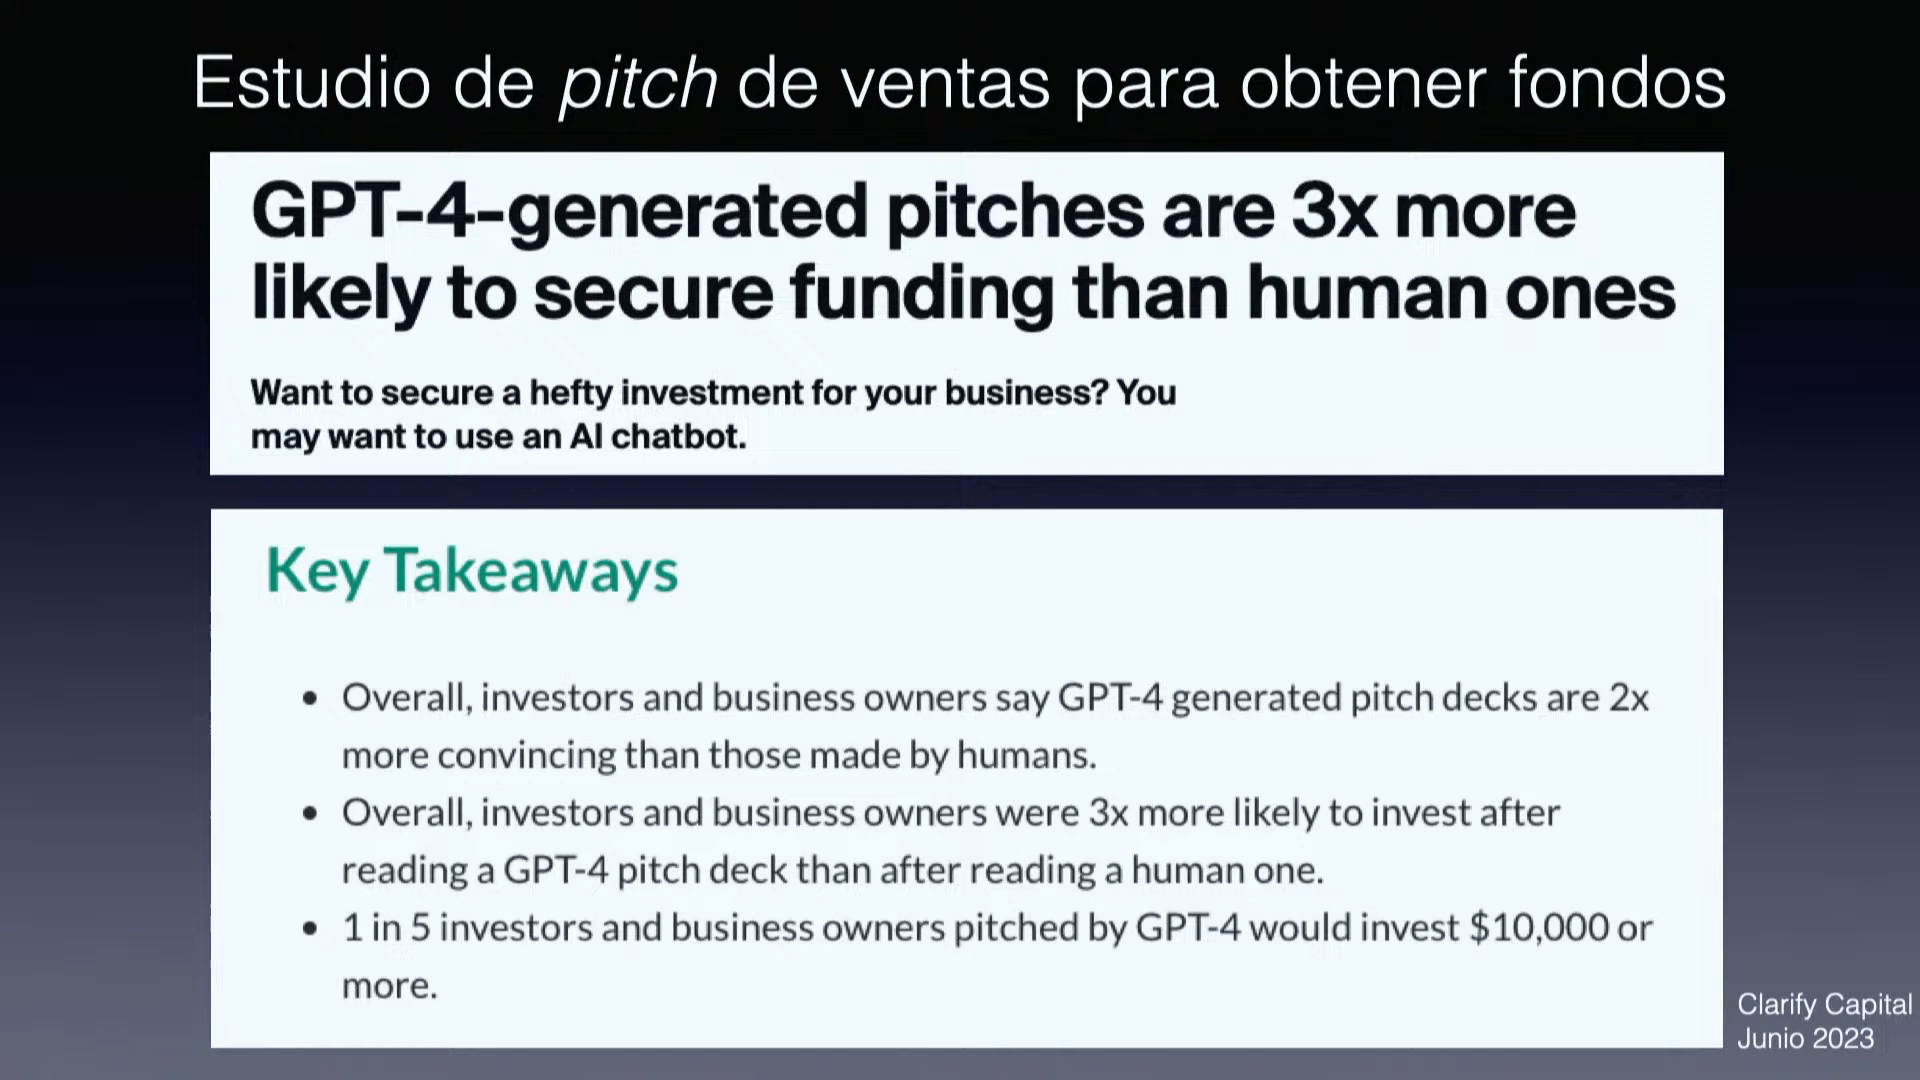 Estudio de pitch de ventas para obtener fondos
GPT-4-generated pitches are 3x more
likely to secure funding than human ones
Want to secure a hefty investment for your business? You
may want to use an AI chatbot.
Key Takeaways
• Overall, investors and business owners say GPT-4 generated pitch decks are 2x
more convincing than those made by humans.
• Overall, investors and business owners were 3x more likely to invest after
reading a GPT-4 pitch deck than after reading a human one.
• 1 in 5 investors and business owners pitched by GPT-4 would invest $10,000 or
more.
Clarify Capital
Junio 2023